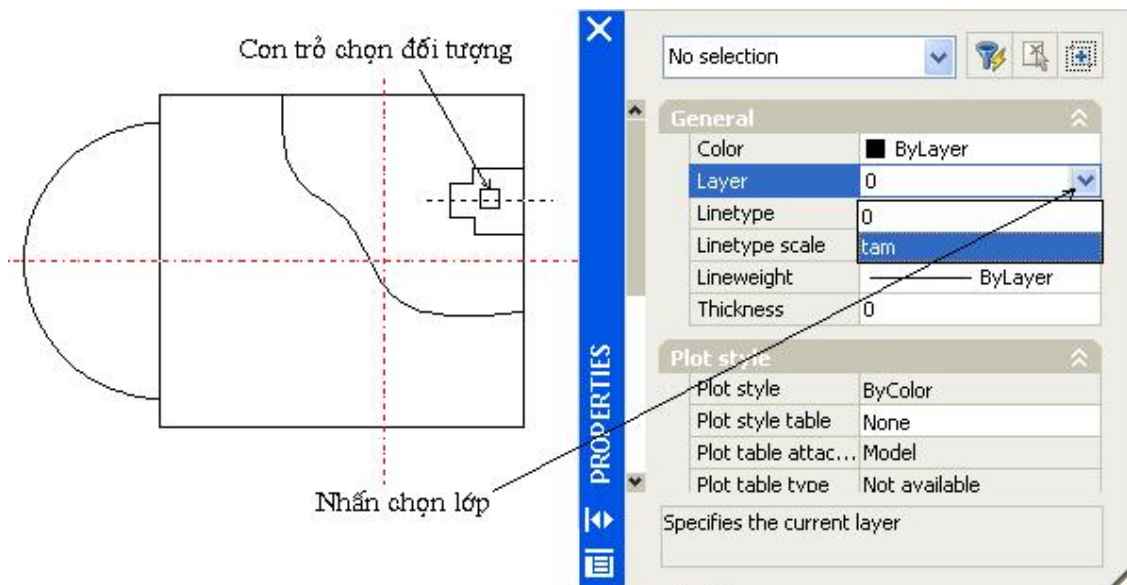 Con trỏ chọn đối tượng
Nhấn chọn lớp
PROPERTIES
No selection
General
Color ByLayer
Layer 0
Linetype 0
Linetype scale tam
Lineweight ByLayer
Thickness 0
Plot style
Plot style ByColor
Plot style table None
Plot table attac... Model
Plot table type Not available
Specifies the current layer